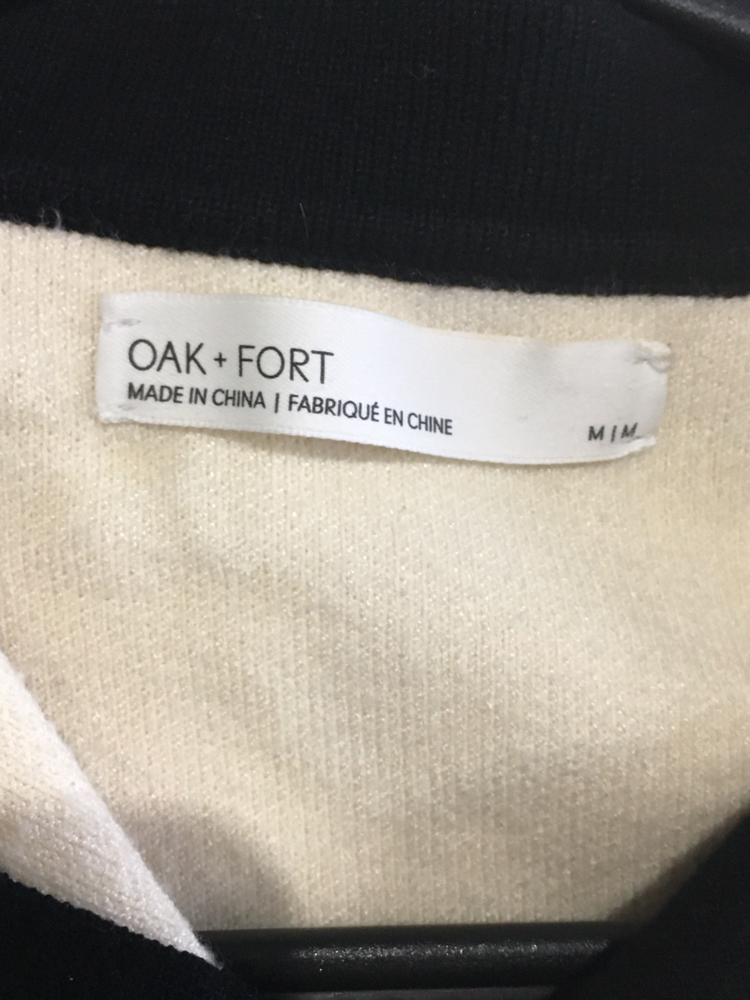 OAK + FORT
MADE IN CHINA | FABRIQUÉ EN CHINE
M | M